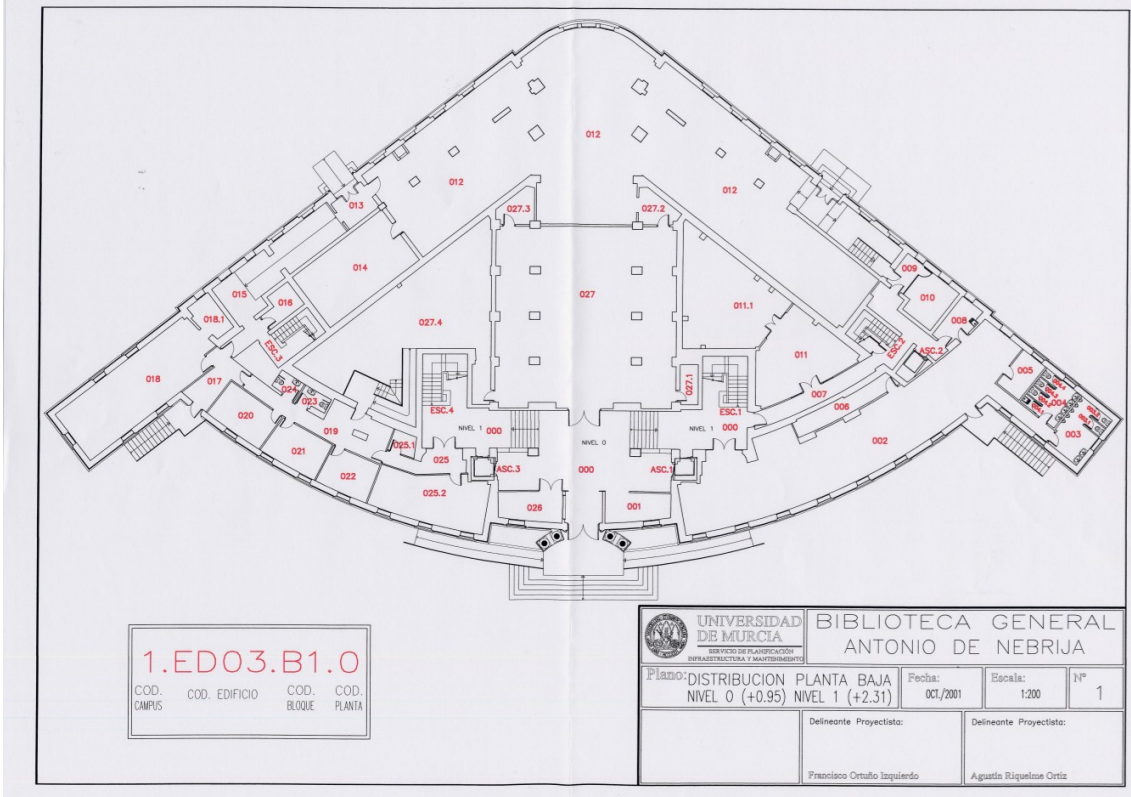 012
012
012
013
027.3
027.2
014
009
010
015
016
018.1
027
011.1
008
027.4
ESC.3
ESC.2
ASC.2
011
005
018
017
024
023
027.1
007
006
004
020
ESC.4
ESC.1
003
019
NIVEL 1
000
NIVEL 1
000
021
025.1
025
NIVEL 0
002
022
ASC.3
000
ASC.1
025.2
026
001
1.ED03.B1.0
COD. CAMPUS
COD. EDIFICIO
COD. BLOQUE
COD. PLANTA
UNIVERSIDAD
DE MURCIA
SERVICIO DE PLANIFICACIÓN
INFRAESTRUCTURA Y MANTENIMIENTO
BIBLIOTECA GENERAL
ANTONIO DE NEBRIJA
Plano: DISTRIBUCION PLANTA BAJA
NIVEL 0 (+0.95) NIVEL 1 (+2.31)
Fecha:
OCT./2001
Escala:
1:200
Nº
1
Delineante Proyectista:
Francisco Ortuño Izquierdo
Delineante Proyectista:
Agustín Riquelme Ortiz